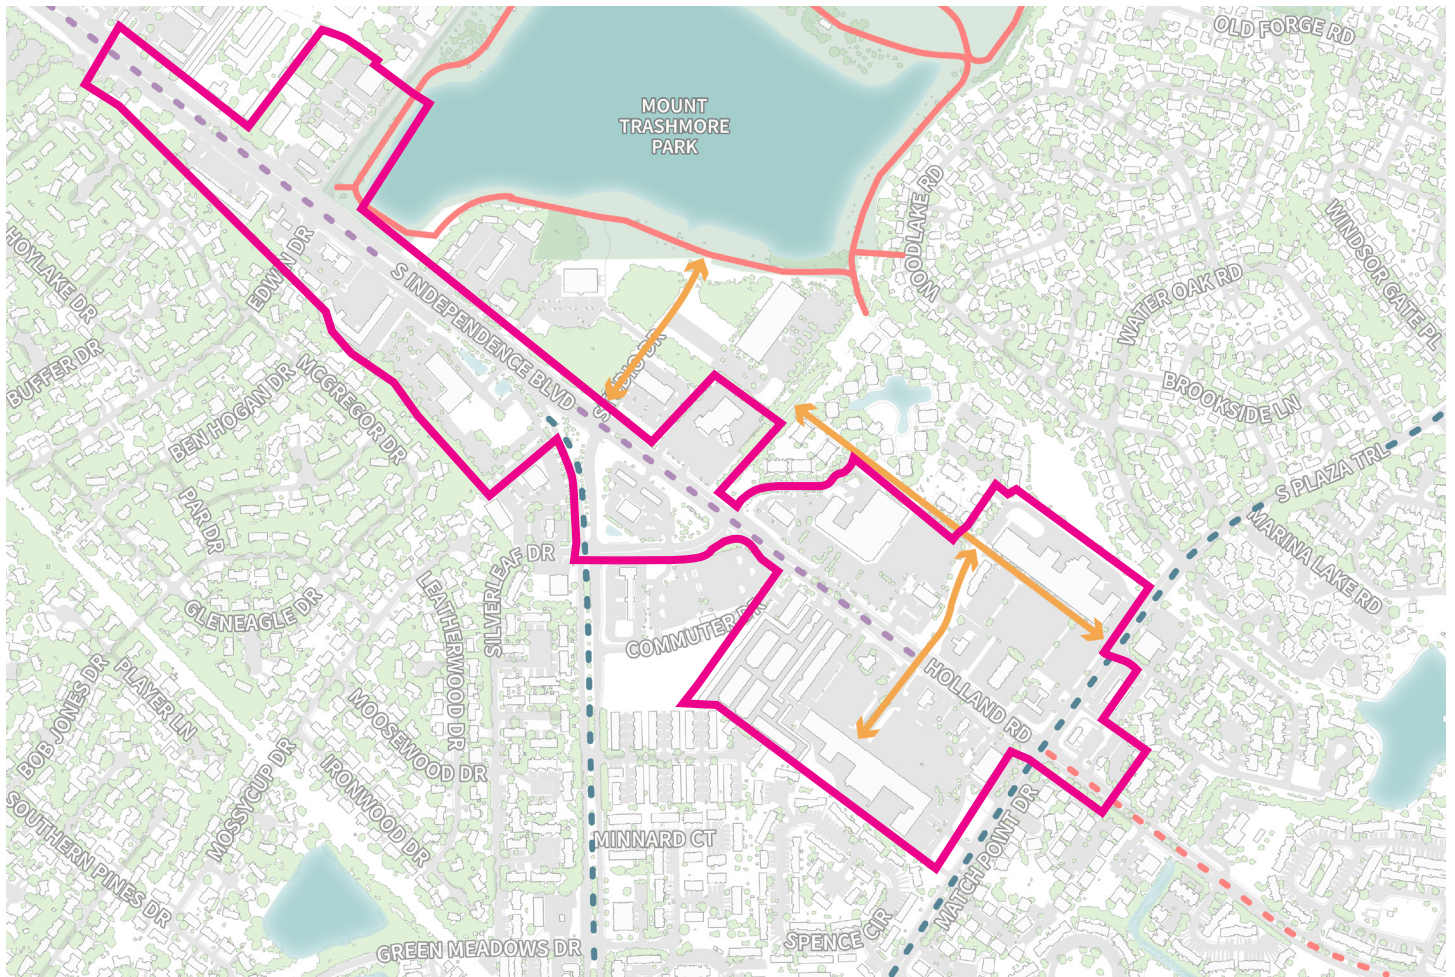 OLD FORGE RD
MOUNT
TRASHMORE
PARK
WINDSOR GATE PL
HOYLAKE DR
EDWIN DR
S INDEPENDENCE BLVD
WATER OAK RD
BUFFER DR
BEN HOGAN DR
MCGREGOR DR
BROOKSIDE LN
S PLAZA TRL
PAR DR
MARINA LAKE RD
SILVERLEAF DR
GLENEAGLE DR
LEATHERWOOD DR
COMMUTER DR
HOLLAND RD
BOB JONES DR
PLAYER LN
MOOSEWOOD DR
MOSSYCUP DR
IRONWOOD DR
SOUTHERN PINES DR
MINNARD CT
MATCH POINT DR
SPENCE CIR
GREEN MEADOWS DR